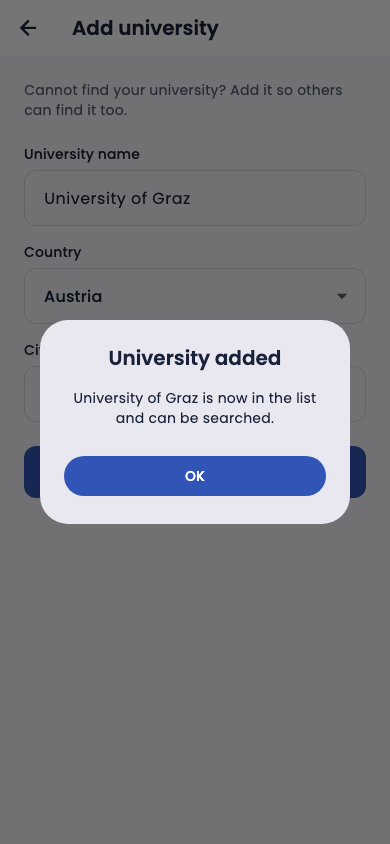 Add university
Cannot find your university? Add it so others
can find it too.
University name
University of Graz
Country
Austria
University added
University of Graz is now in the list
and can be searched.
OK